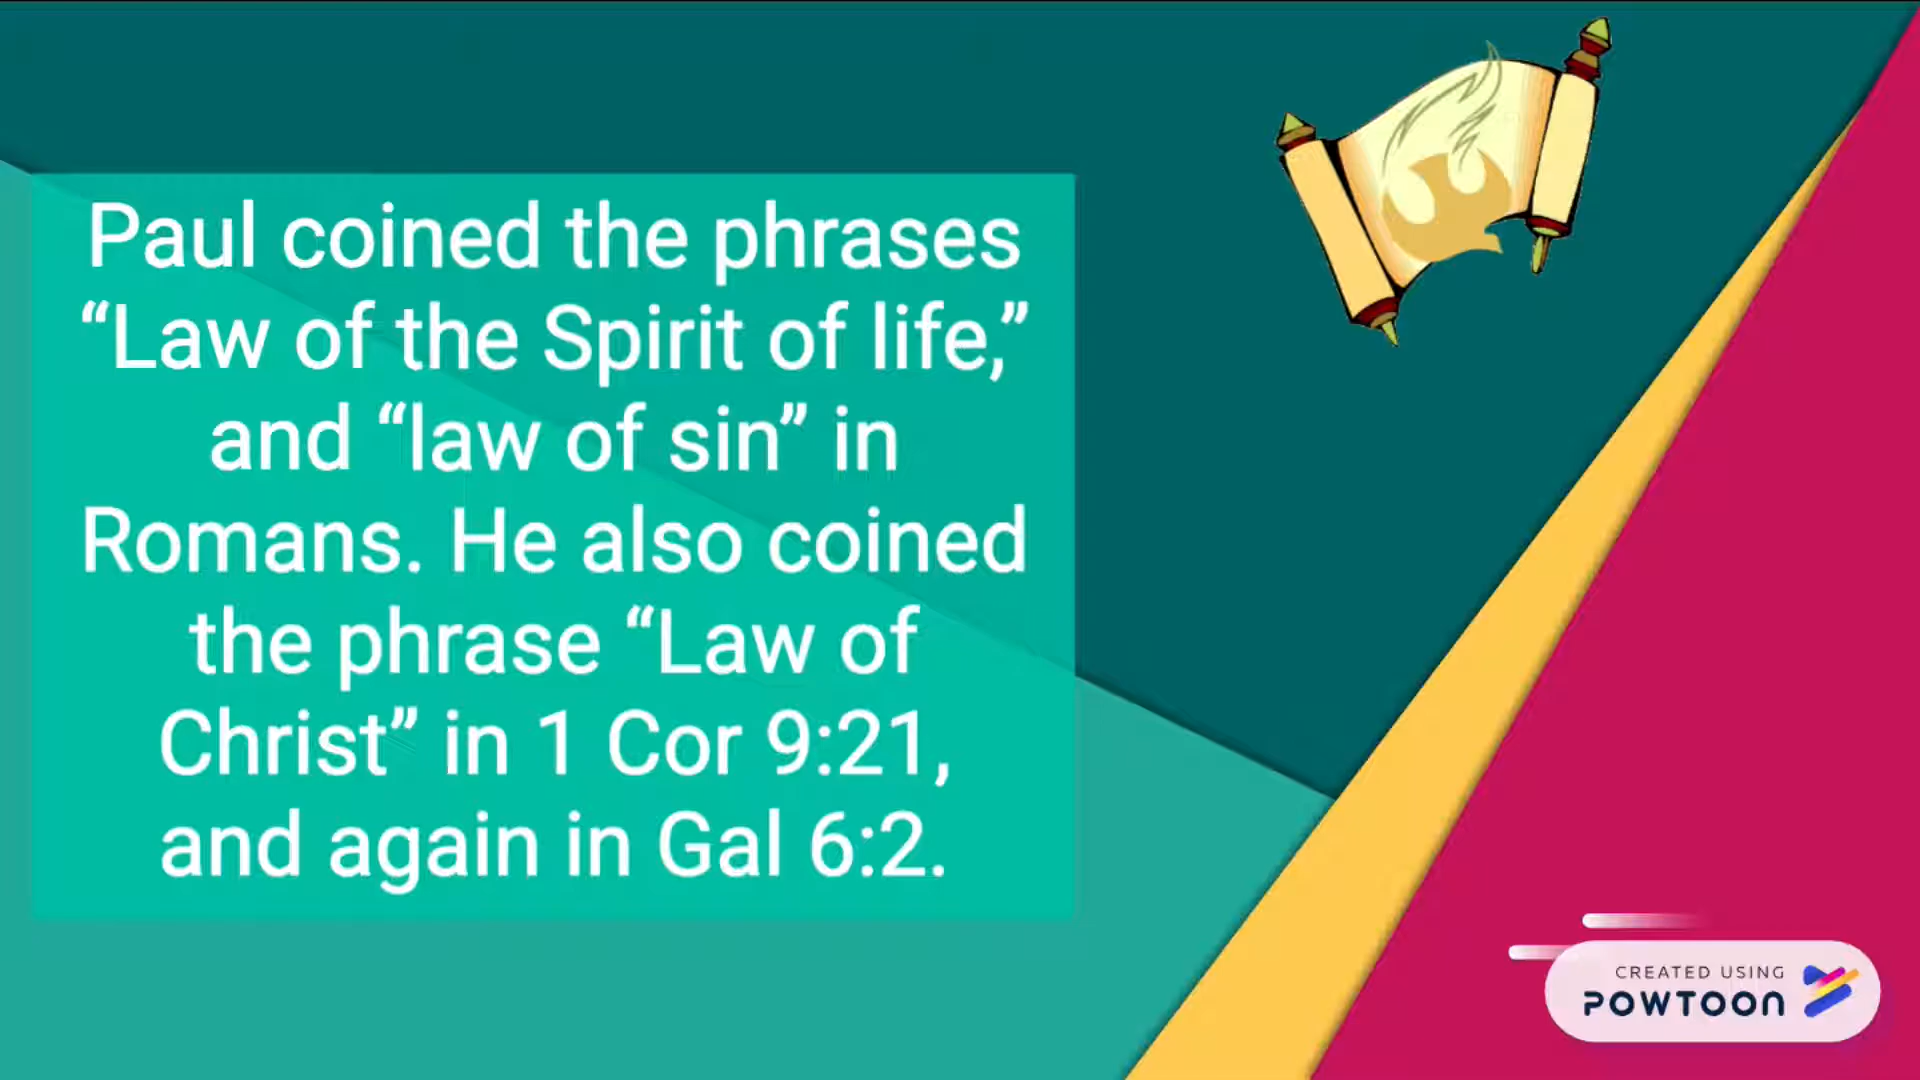 Paul coined the phrases
“Law of the Spirit of life,”
and “law of sin” in
Romans. He also coined
the phrase “Law of
Christ” in 1 Cor 9:21,
and again in Gal 6:2.
CREATED USING
POWTOON